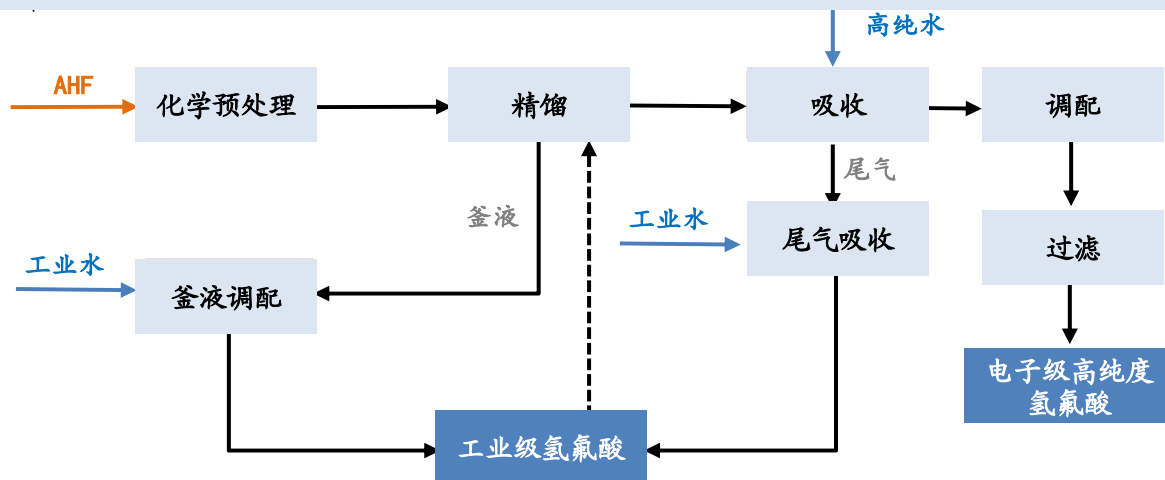 高纯水
AHF
化学预处理
精馏
吸收
调配
尾气
釜液
工业水
尾气吸收
过滤
工业水
釜液调配
电子级高纯度
氢氟酸
工业级氢氟酸